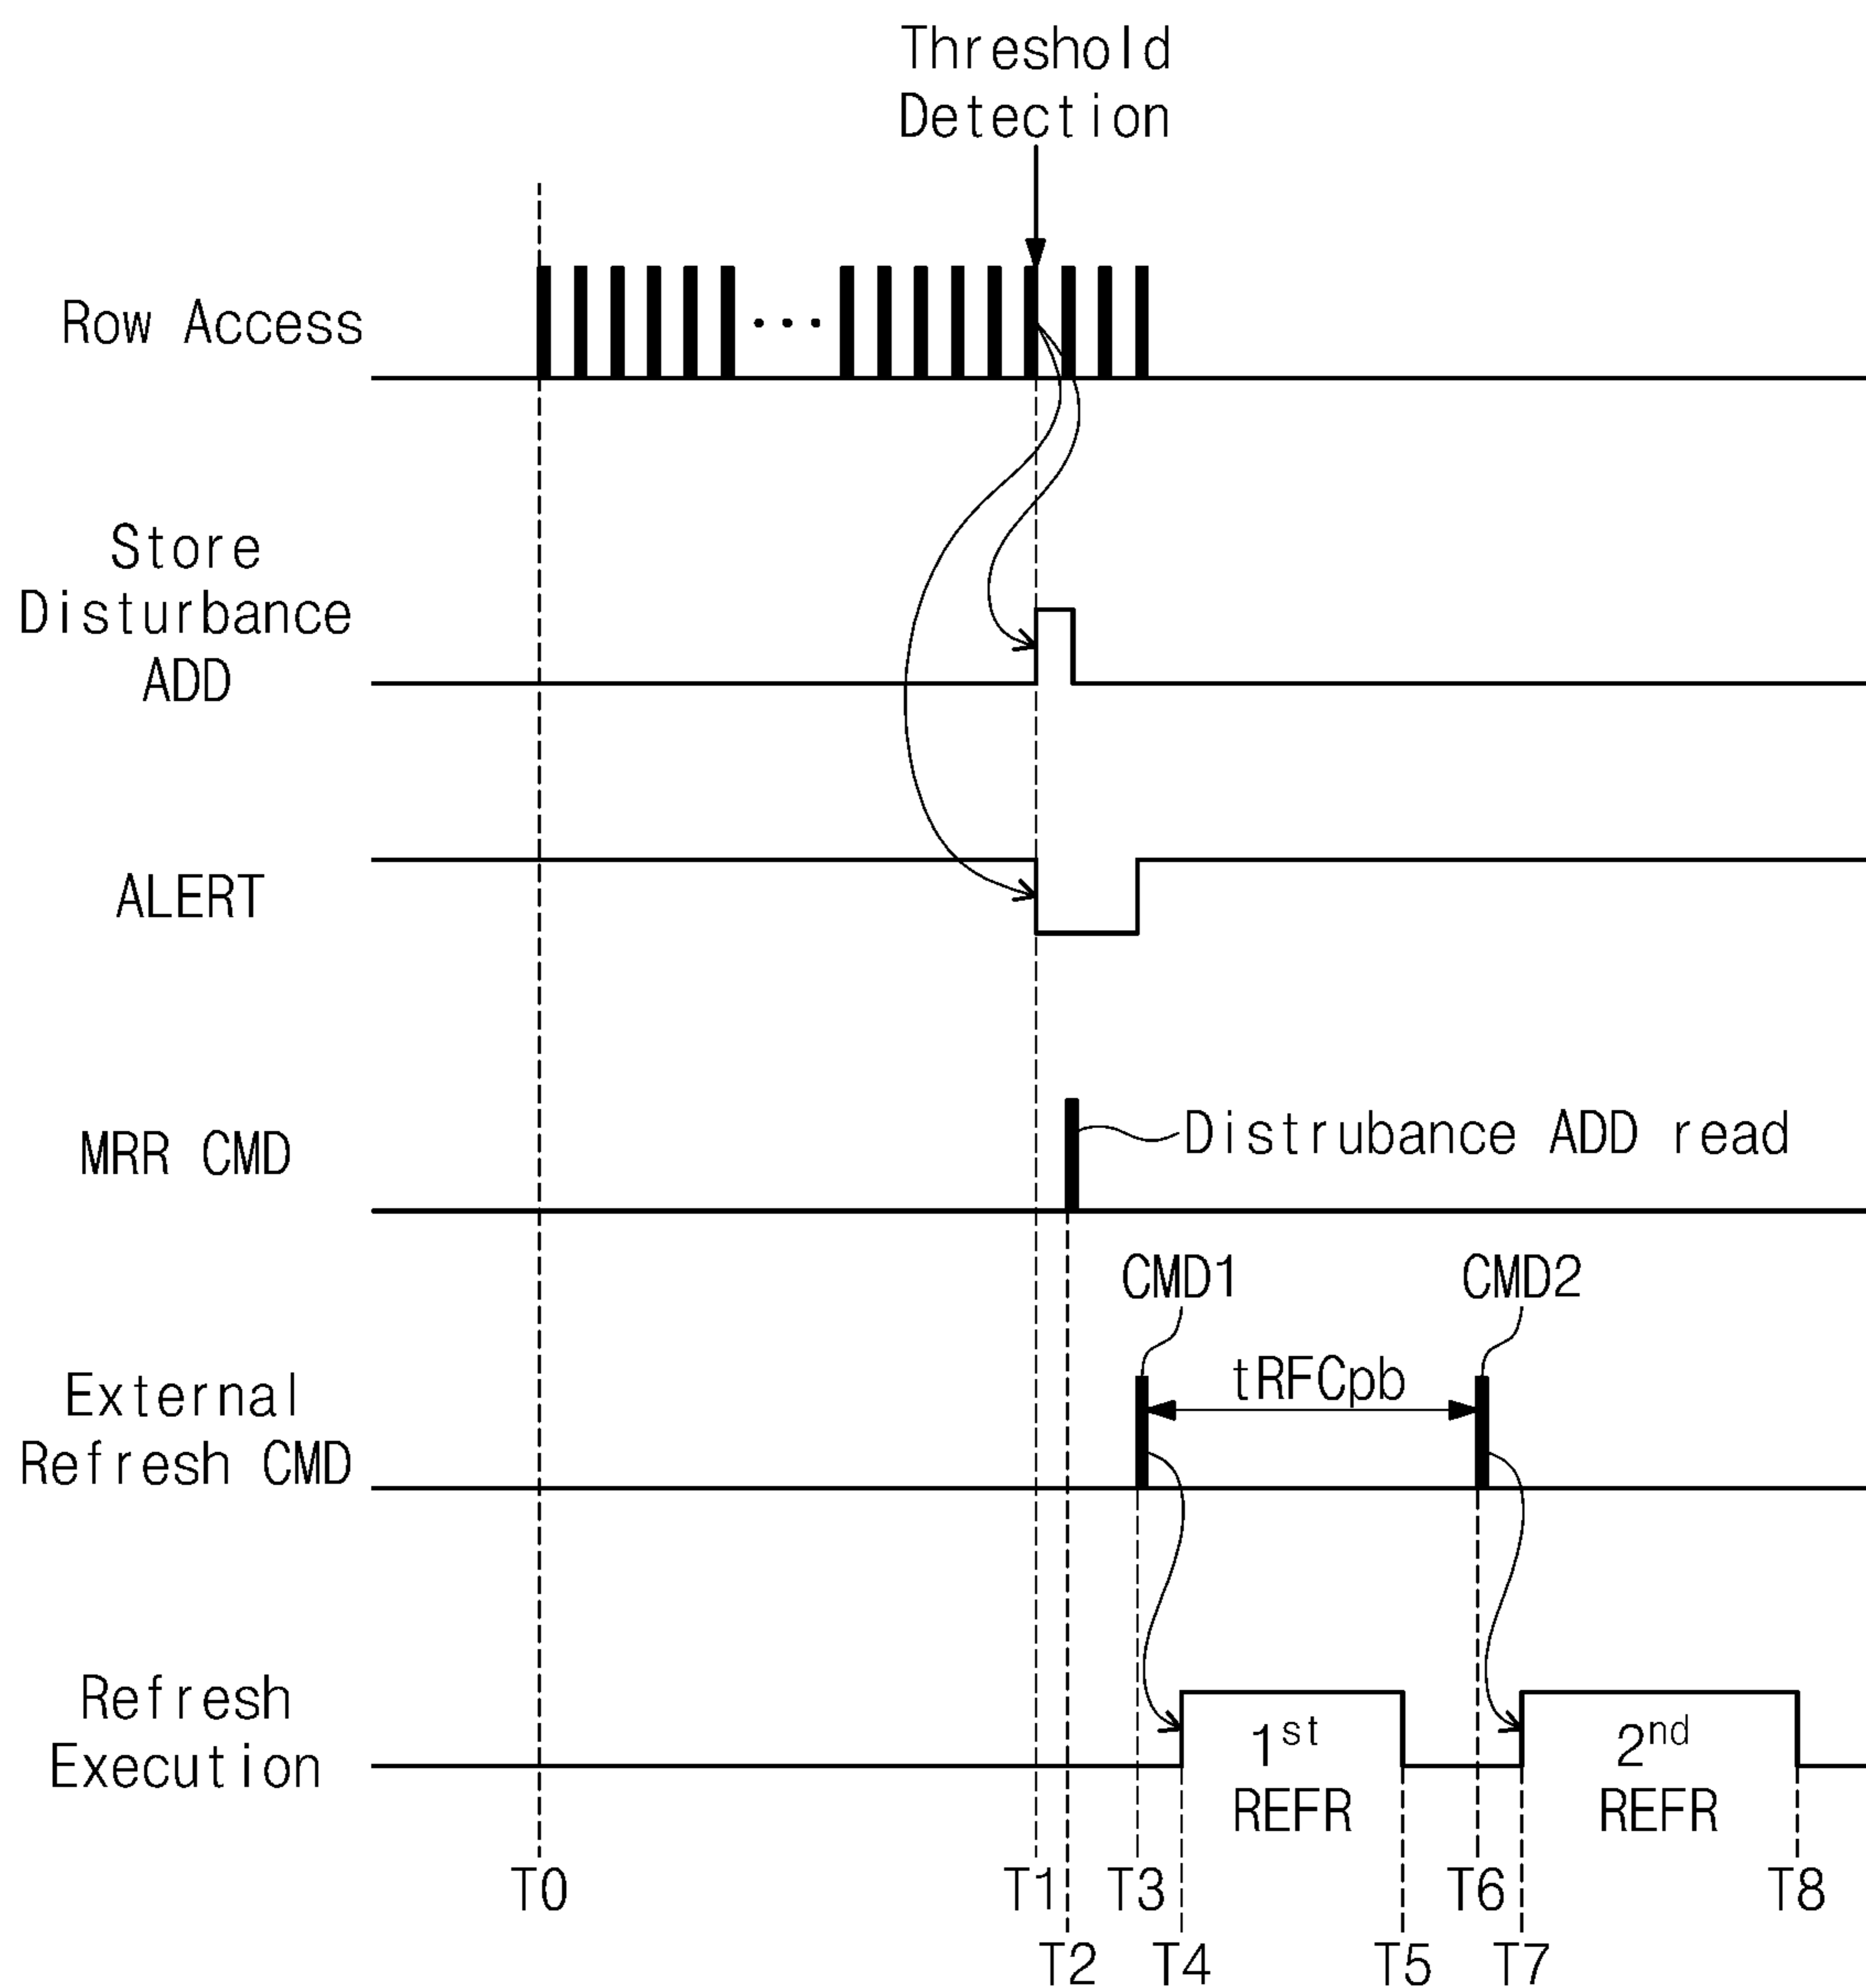 Threshold
Detection
Row Access
Store
Disturbance
ADD
ALERT
MRR CMD
Distrubance ADD read
CMD1
CMD2
External
Refresh CMD
tRFCpb
Refresh
Execution
1st
REFR
2nd
REFR
T0
T1
T3
T6
T8
T2
T4
T5
T7